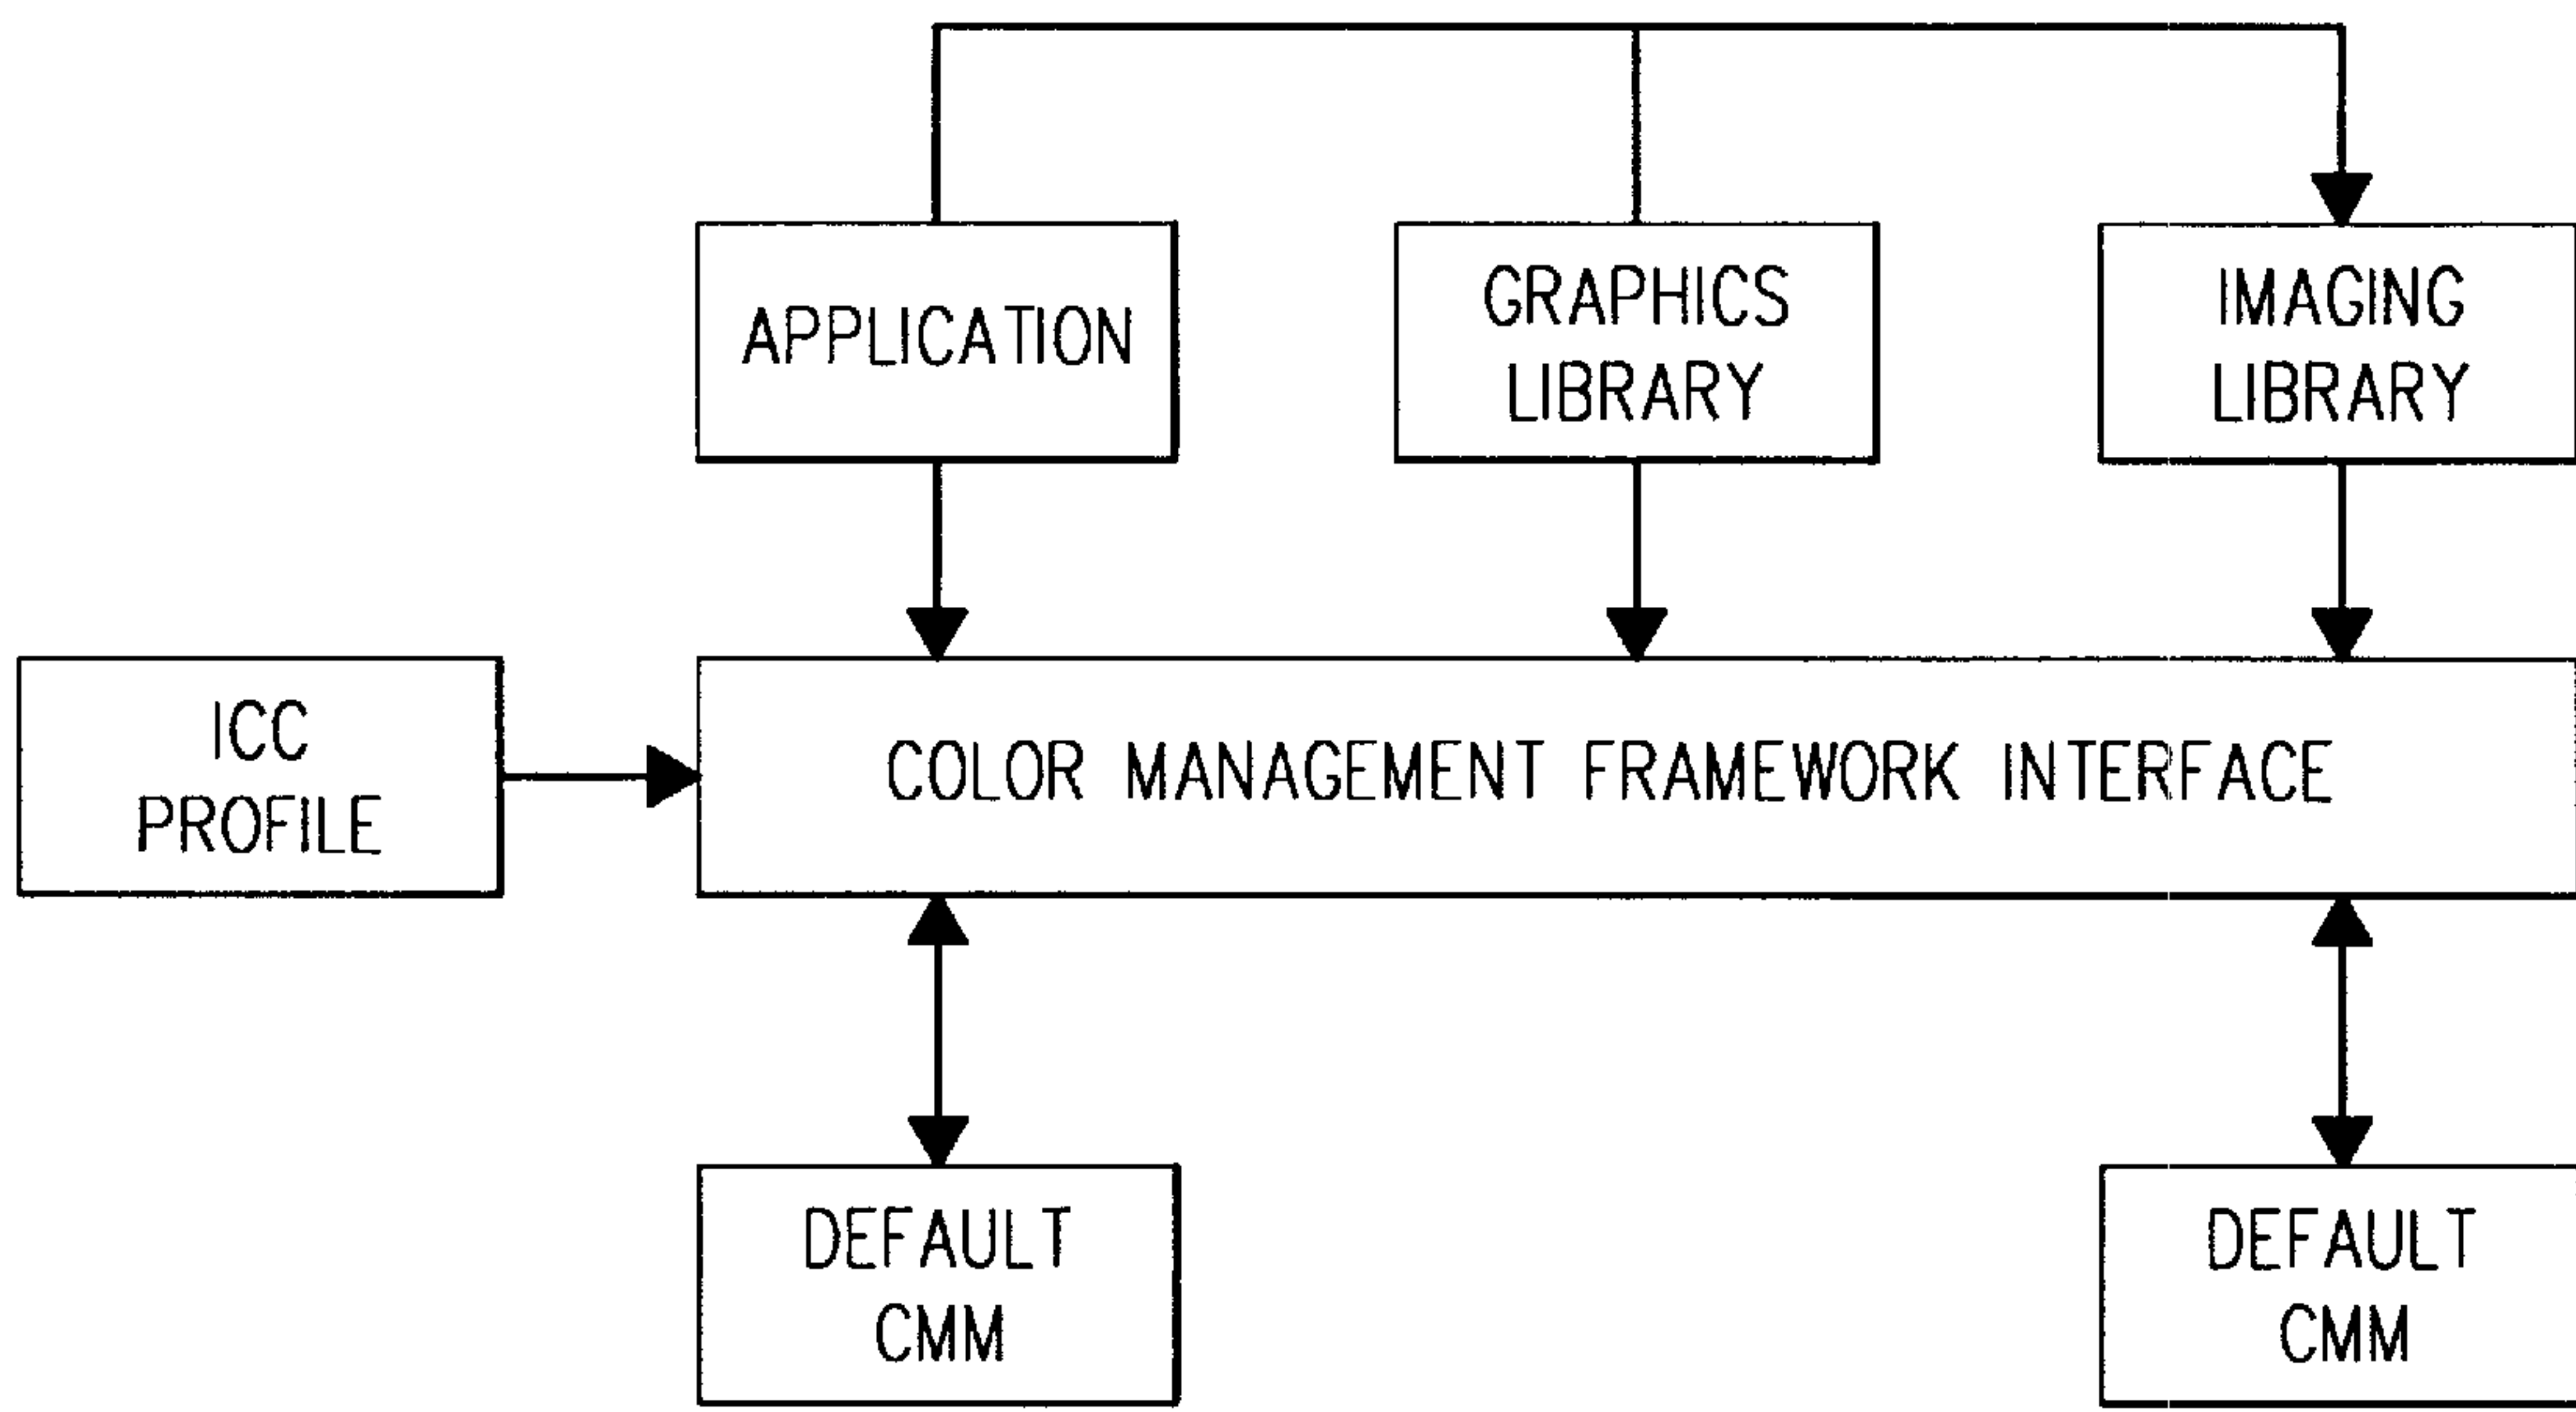 APPLICATION
GRAPHICS
LIBRARY
IMAGING
LIBRARY
ICC
PROFILE
COLOR MANAGEMENT FRAMEWORK INTERFACE
DEFAULT
CMM
DEFAULT
CMM